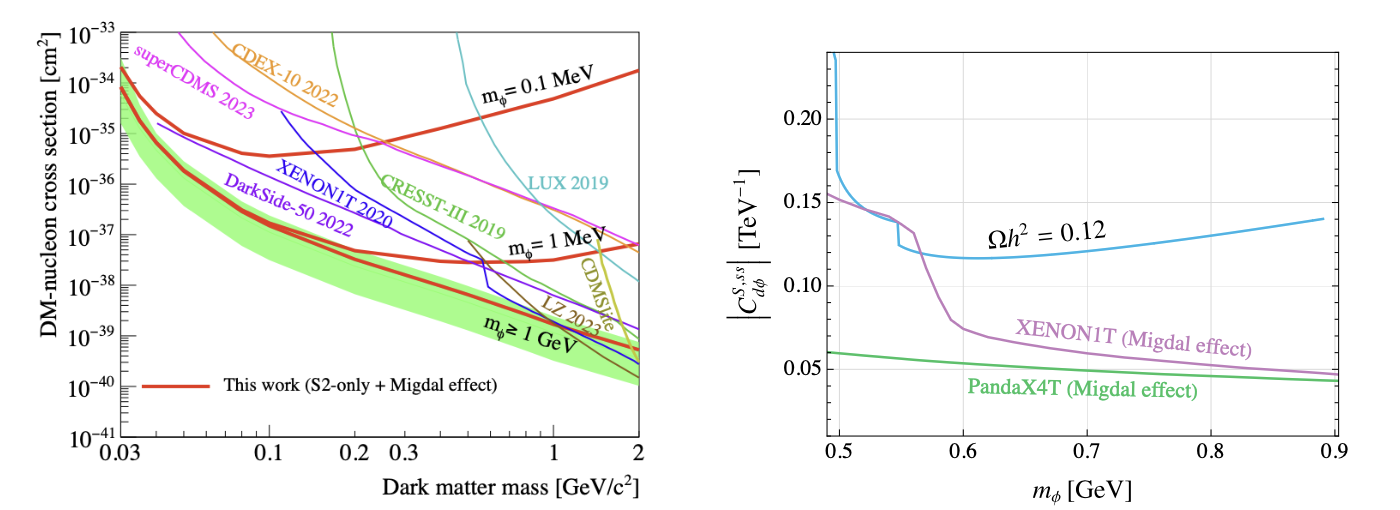 DM-nucleon cross section [cm²]
10⁻³³
10⁻³⁴
10⁻³⁵
10⁻³⁶
10⁻³⁷
10⁻³⁸
10⁻³⁹
10⁻⁴⁰
10⁻⁴¹
superCDMS 2023
CDEX-10 2022
m_ϕ= 0.1 MeV
XENON1T 2020
DarkSide-50 2022
CRESST-III 2019
LUX 2019
m_ϕ= 1 MeV
CDMSlite
LZ 2023
m_ϕ≥ 1 GeV
This work (S2-only + Migdal effect)
0.03 0.1 0.2 0.3 1 2
Dark matter mass [GeV/c²]
|C_{dϕ}^{S,ss}| [TeV⁻¹]
0.20
0.15
0.10
0.05
Ωh² = 0.12
XENON1T (Migdal effect)
PandaX4T (Migdal effect)
0.5 0.6 0.7 0.8 0.9
m_ϕ [GeV]